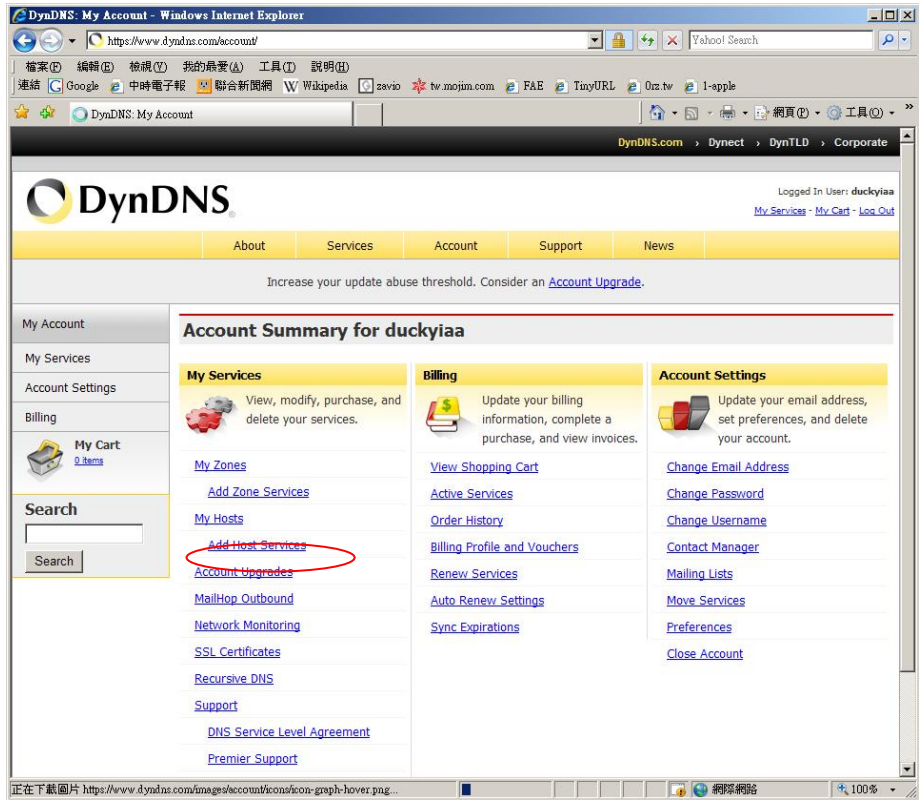 DynDNS: My Account - Windows Internet Explorer
https://www.dyndns.com/account/
Yahoo! Search
檔案(F) 編輯(E) 檢視(V) 我的最愛(A) 工具(T) 說明(H)
連結 Google 中時電子報 聯合新聞網 Wikipedia zavio tw.mojim.com FAE TinyURL 0rz.tw 1-apple
DynDNS: My Account
網頁(P) 工具(O)
DynDNS.com › Dynect › DynTLD › Corporate
DynDNS
Logged In User: duckyiaa
My Services - My Cart - Log Out
About Services Account Support News
Increase your update abuse threshold. Consider an Account Upgrade.
My Account
My Services
Account Settings
Billing
My Cart
0 items
Search
Search
Account Summary for duckyiaa
My Services
View, modify, purchase, and
delete your services.
My Zones
Add Zone Services
My Hosts
Add Host Services
Account Upgrades
MailHop Outbound
Network Monitoring
SSL Certificates
Recursive DNS
Support
DNS Service Level Agreement
Premier Support
Billing
Update your billing
information, complete a
purchase, and view invoices.
View Shopping Cart
Active Services
Order History
Billing Profile and Vouchers
Renew Services
Auto Renew Settings
Sync Expirations
Account Settings
Update your email address,
set preferences, and delete
your account.
Change Email Address
Change Password
Change Username
Contact Manager
Mailing Lists
Move Services
Preferences
Close Account
正在下載圖片 https://www.dyndns.com/images/account/icons/icon-graph-hover.png...
網際網路
100%